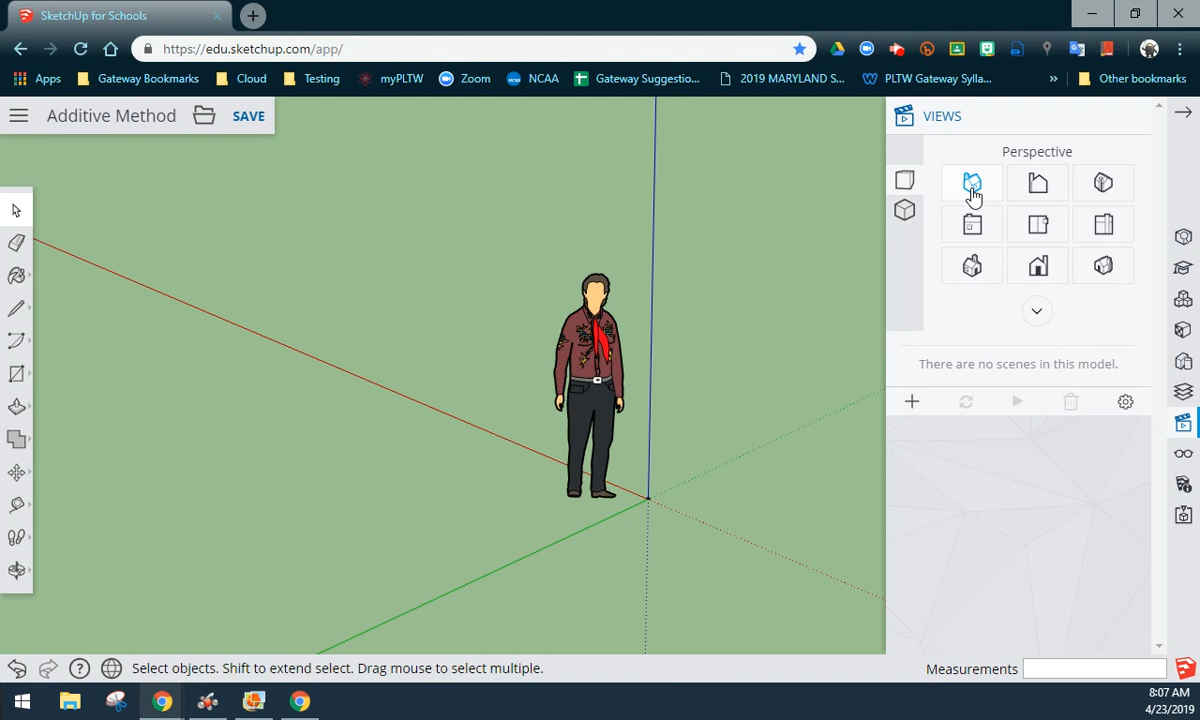 SketchUp for Schools
https://edu.sketchup.com/app/
Apps
Gateway Bookmarks
Cloud
Testing
myPLTW
Zoom
NCAA
Gateway Suggestio...
2019 MARYLAND S...
PLTW Gateway Sylla...
»
Other bookmarks
Additive Method
SAVE
VIEWS
Perspective
There are no scenes in this model.
Select objects. Shift to extend select. Drag mouse to select multiple.
Measurements
8:07 AM
4/23/2019